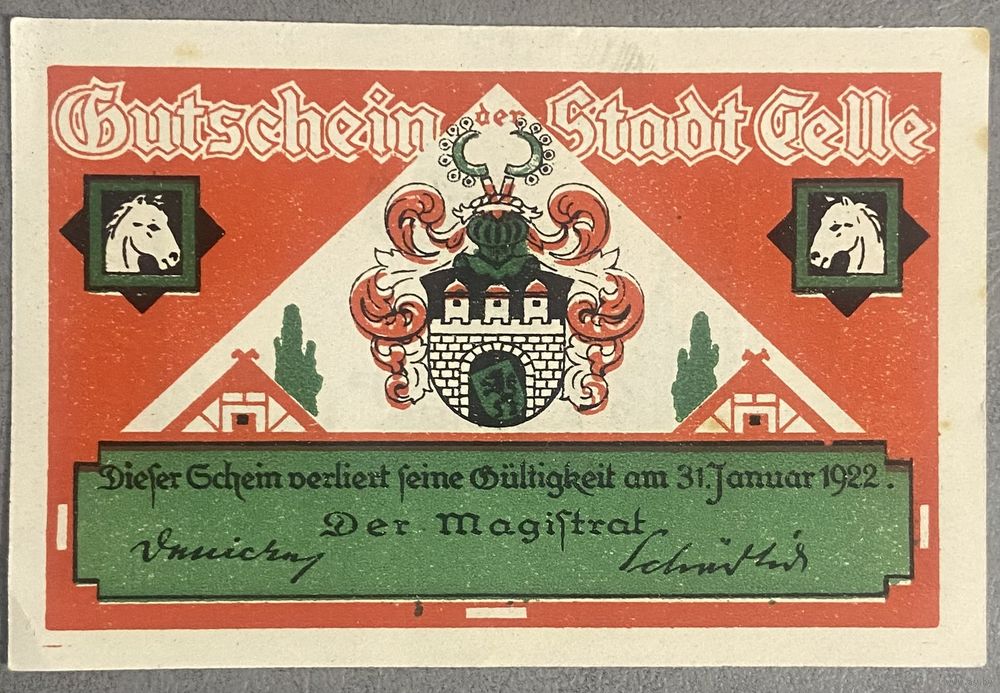 Gutschein der Stadt Celle
Dieſer Schein verliert ſeine Gültigkeit am 31. Januar 1922.
Der Magiſtrat